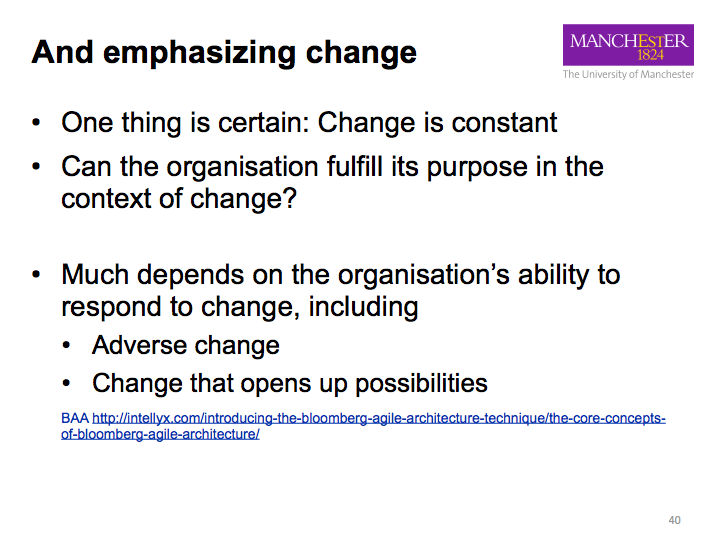 And emphasizing change
MANCHESTER
1824
The University of Manchester
• One thing is certain: Change is constant
• Can the organisation fulfill its purpose in the
context of change?
• Much depends on the organisation’s ability to
respond to change, including
• Adverse change
• Change that opens up possibilities
BAA http://intellyx.com/introducing-the-bloomberg-agile-architecture-technique/the-core-concepts-
of-bloomberg-agile-architecture/
40